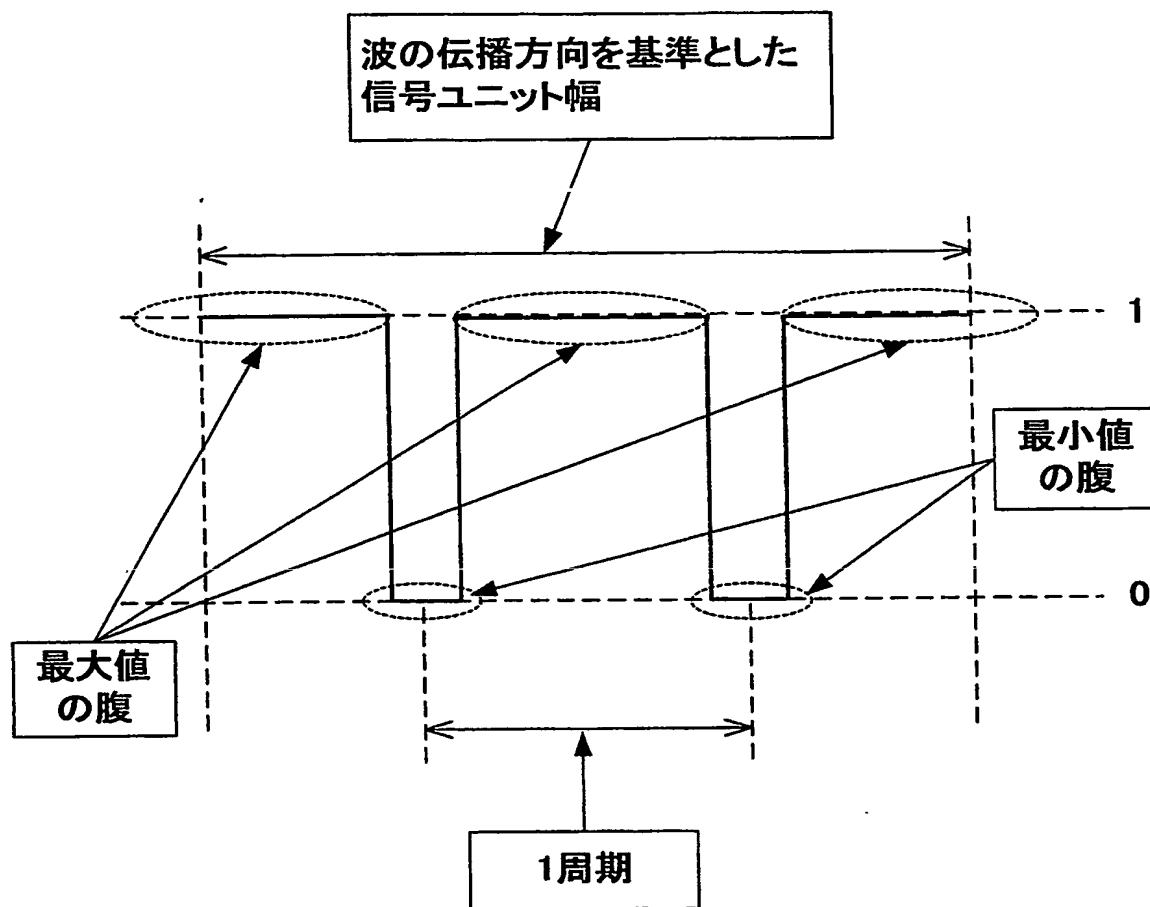 波の伝播方向を基準とした
信号ユニット幅
1
最小値
の腹
0
最大値
の腹
1周期